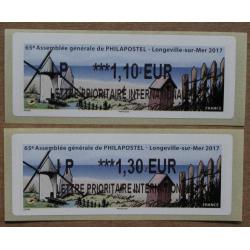 65e Assemblée générale de PHILAPOSTEL - Longeville-sur-Mer 2017
LP ***1,10 EUR
LETTRE PRIORITAIRE INTERNATIONALE
FRANCE
65e Assemblée générale de PHILAPOSTEL - Longeville-sur-Mer 2017
LP ***1,30 EUR
LETTRE PRIORITAIRE INTERNATIONALE
FRANCE